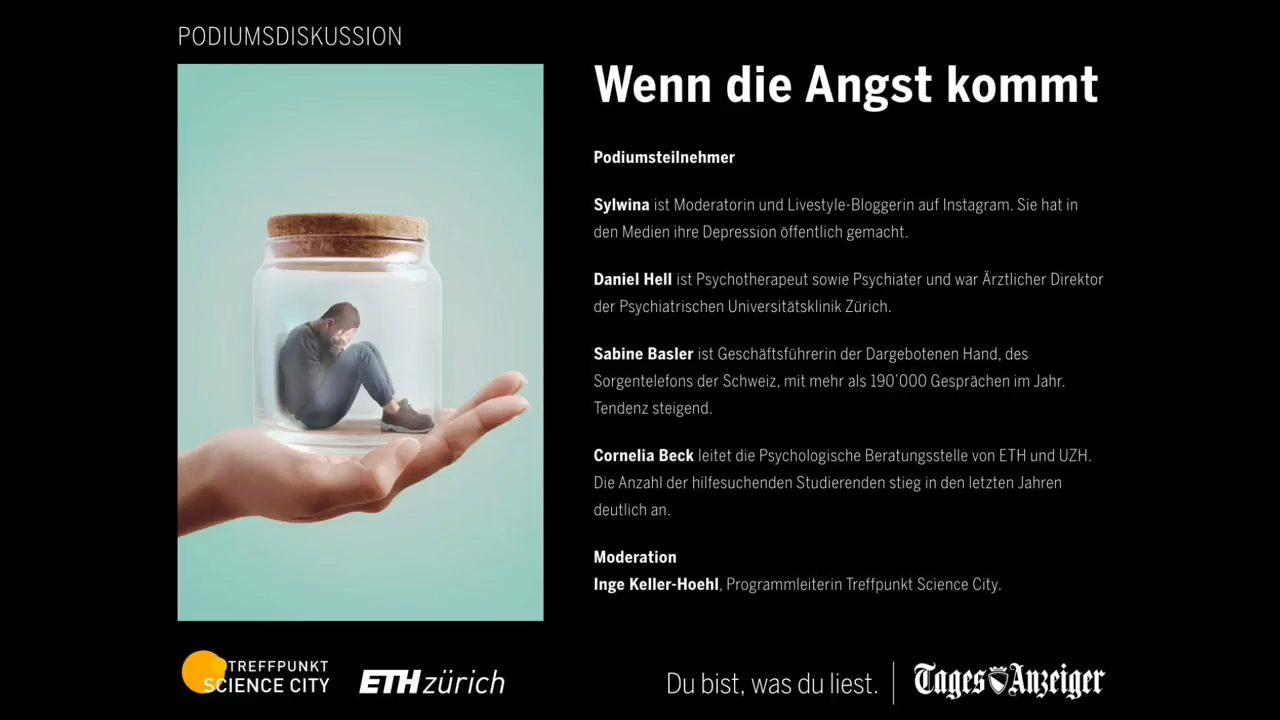 PODIUMSDISKUSSION
Wenn die Angst kommt
Podiumsteilnehmer
Sylwina ist Moderatorin und Livestyle-Bloggerin auf Instagram. Sie hat in
den Medien ihre Depression öffentlich gemacht.
Daniel Hell ist Psychotherapeut sowie Psychiater und war Ärztlicher Direktor
der Psychiatrischen Universitätsklinik Zürich.
Sabine Basler ist Geschäftsführerin der Dargebotenen Hand, des
Sorgentelefons der Schweiz, mit mehr als 190'000 Gesprächen im Jahr.
Tendenz steigend.
Cornelia Beck leitet die Psychologische Beratungsstelle von ETH und UZH.
Die Anzahl der hilfesuchenden Studierenden stieg in den letzten Jahren
deutlich an.
Moderation
Inge Keller-Hoehl, Programmleiterin Treffpunkt Science City.
TREFFPUNKT
SCIENCE CITY
ETH zürich
Du bist, was du liest.
Tages Anzeiger